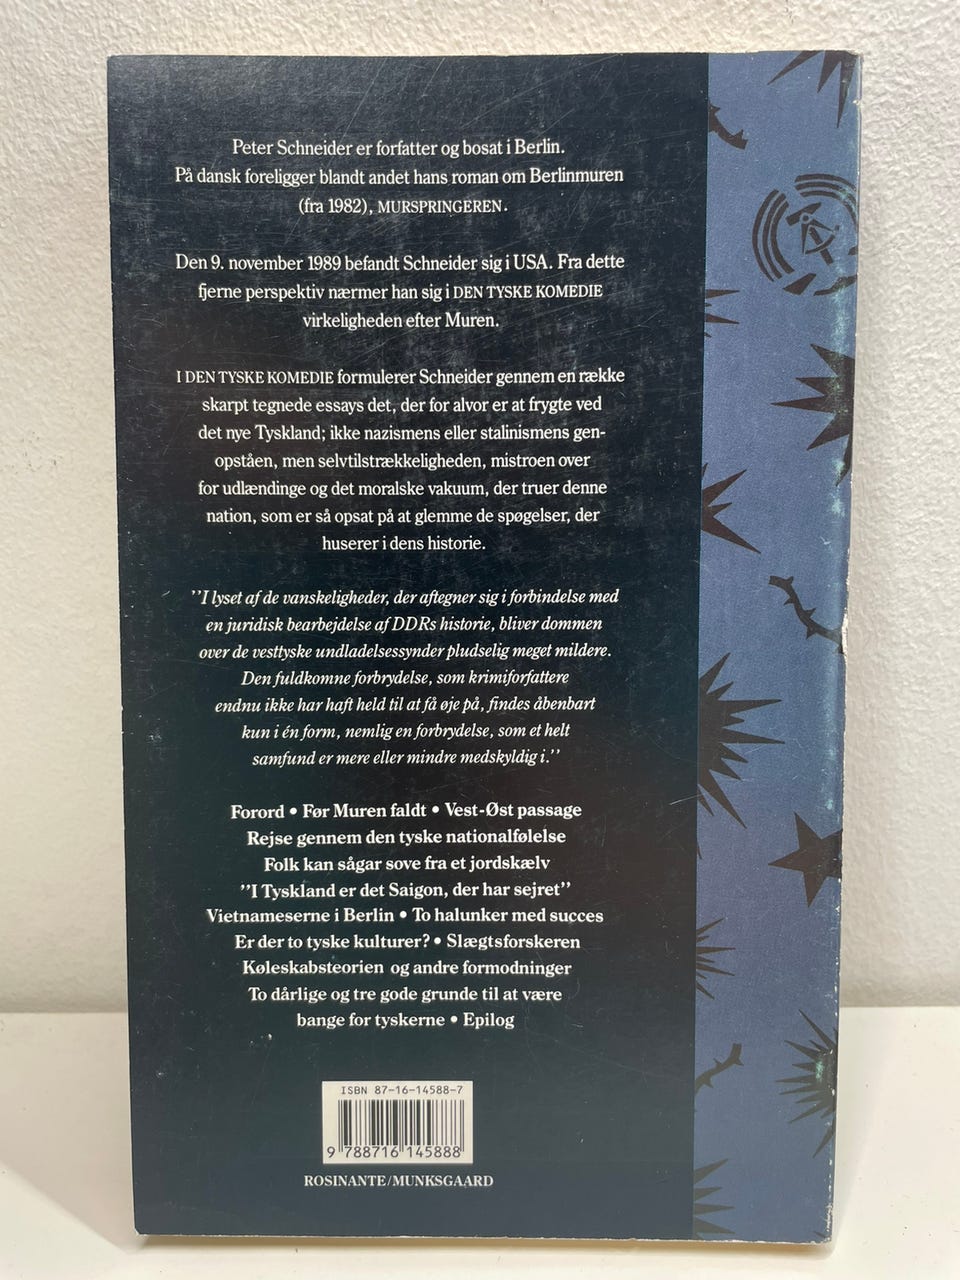 Peter Schneider er forfatter og bosat i Berlin.
På dansk foreligger blandt andet hans roman om Berlinmuren
(fra 1982), MURSPRINGEREN.
Den 9. november 1989 befandt Schneider sig i USA. Fra dette
fjerne perspektiv nærmer han sig i DEN TYSKE KOMEDIE
virkeligheden efter Muren.
I DEN TYSKE KOMEDIE formulerer Schneider gennem en række
skarpt tegnede essays det, der for alvor er at frygte ved
det nye Tyskland; ikke nazismens eller stalinismens gen-
opståen, men selvtilstrækkeligheden, mistroen over
for udlændinge og det moralske vakuum, der truer denne
nation, som er så opsat på at glemme de spøgelser, der
huserer i dens historie.
"I lyset af de vanskeligheder, der aftegner sig i forbindelse med
en juridisk bearbejdelse af DDRs historie, bliver dommen
over de vesttyske undladelsessynder pludselig meget mildere.
Den fuldkomne forbrydelse, som krimiforfattere
endnu ikke har haft held til at få øje på, findes åbenbart
kun i én form, nemlig en forbrydelse, som et helt
samfund er mere eller mindre medskyldig i."
Forord • Før Muren faldt • Vest-Øst passage
Rejse gennem den tyske nationalfølelse
Folk kan sågar sove fra et jordskælv
"I Tyskland er det Saigon, der har sejret"
Vietnameserne i Berlin • To halunker med succes
Er der to tyske kulturer? • Slægtsforskeren
Køleskabsteorien og andre formodninger
To dårlige og tre gode grunde til at være
bange for tyskerne • Epilog
ISBN 87-16-14588-7
9 788716 145888
ROSINANTE/MUNKSGAARD